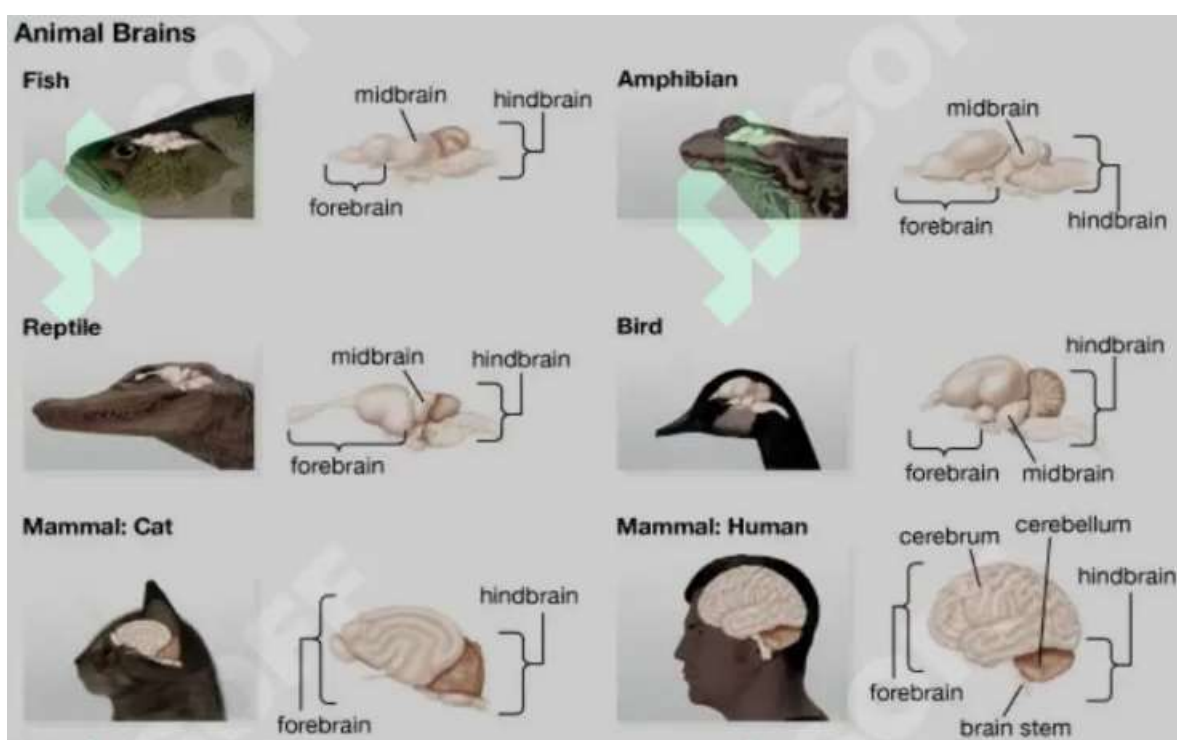 Animal Brains
Fish
midbrain
hindbrain
forebrain
Amphibian
midbrain
forebrain
hindbrain
Reptile
midbrain
hindbrain
forebrain
Bird
hindbrain
forebrain
midbrain
Mammal: Cat
hindbrain
forebrain
Mammal: Human
cerebellum
cerebrum
hindbrain
forebrain
brain stem